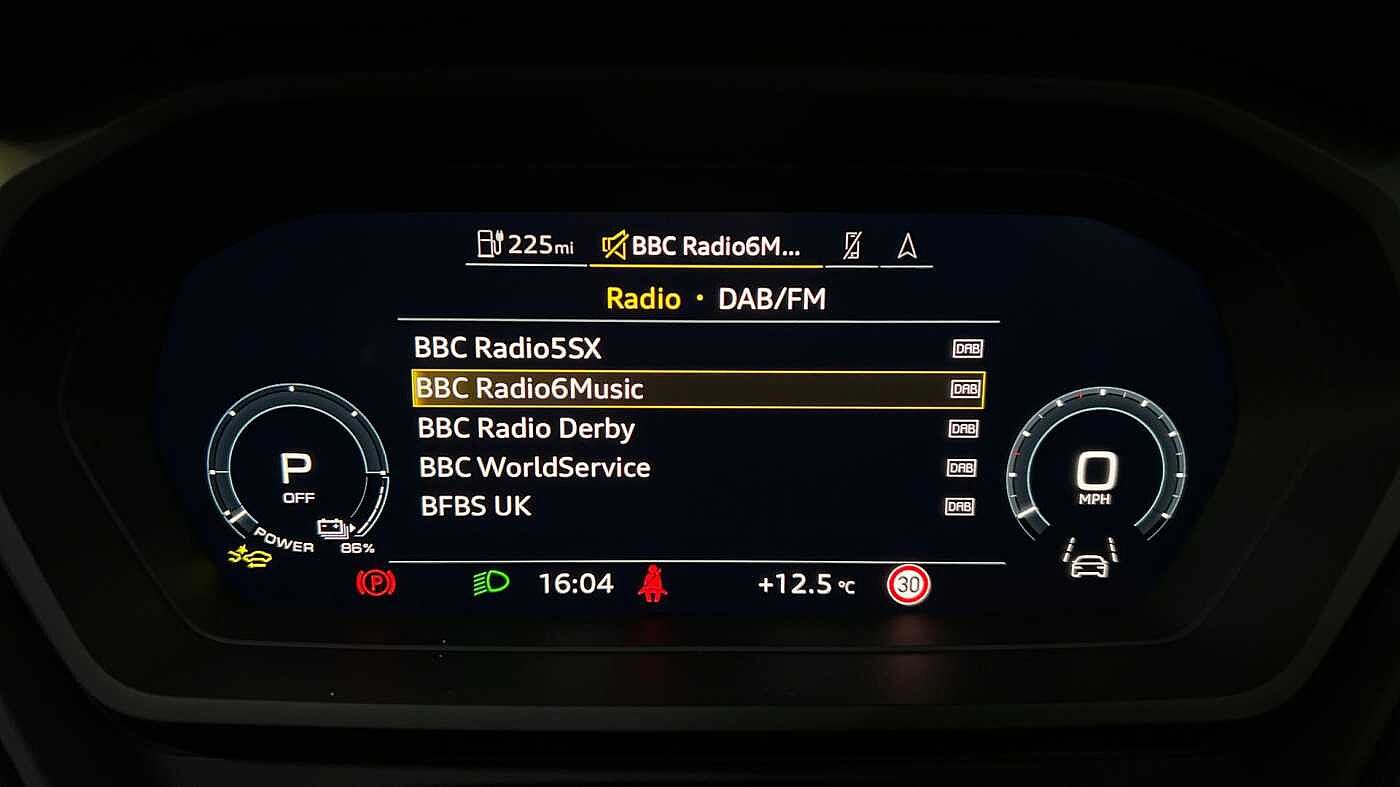 225mi BBC Radio6M...
Radio • DAB/FM
BBC Radio5SX DAB
BBC Radio6Music DAB
BBC Radio Derby DAB
BBC WorldService DAB
BFBS UK DAB
P
OFF
POWER
86%
0
MPH
P 16:04 +12.5 °C 30